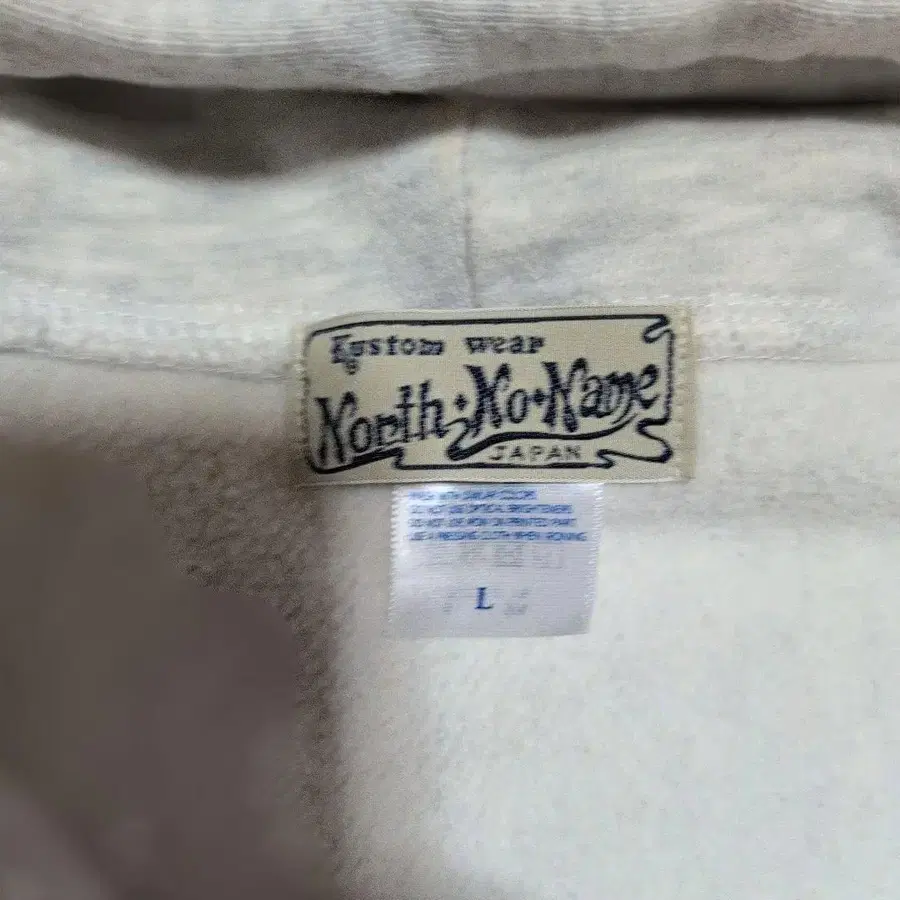 Kustom wear
North・No・Name
JAPAN
WASH WITH SIMILAR COLORS
DO NOT USE OPTICAL BRIGHTENERS
DO NOT USE IRON ON PRINTED PART
USE A PRESSING CLOTH WHEN IRONING
L